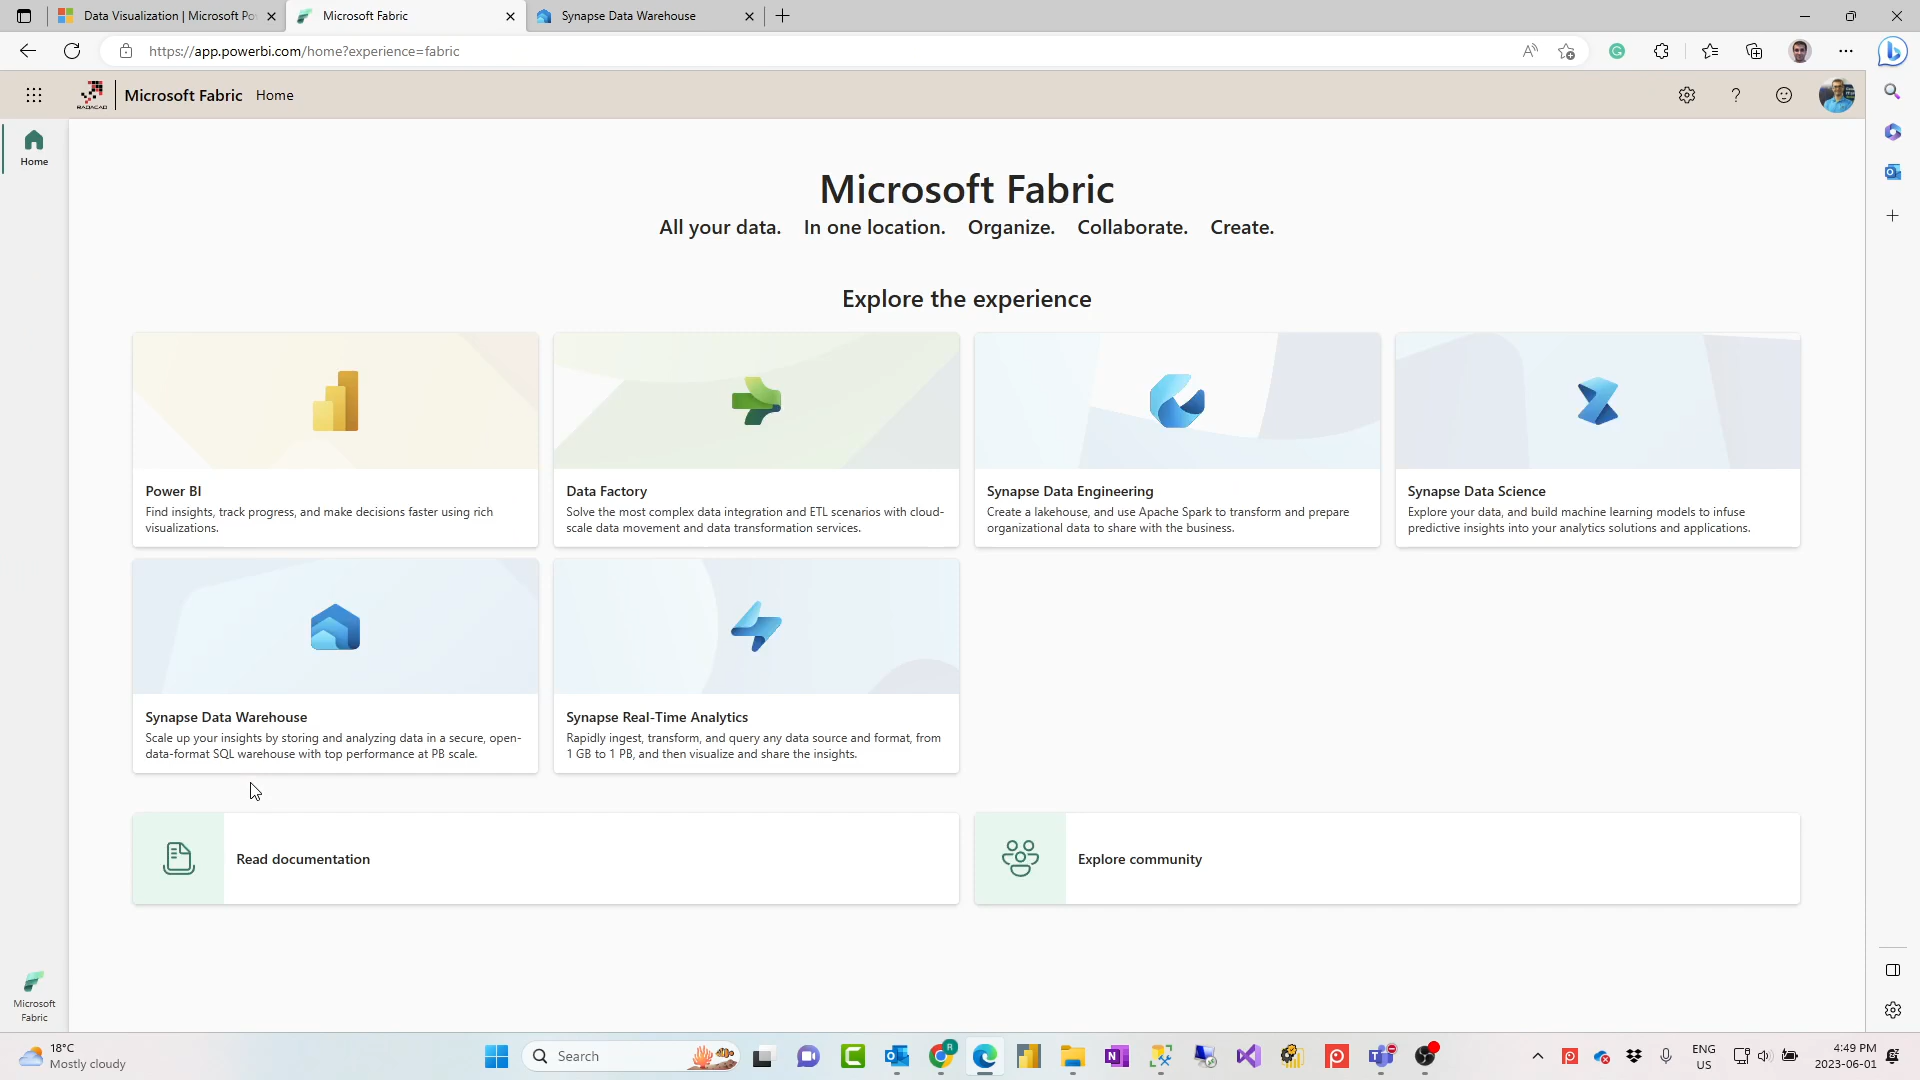 Data Visualization | Microsoft Po
Microsoft Fabric
Synapse Data Warehouse
https://app.powerbi.com/home?experience=fabric
RADACAD
Microsoft Fabric Home
Home
Microsoft Fabric
All your data. In one location. Organize. Collaborate. Create.
Explore the experience
Power BI
Find insights, track progress, and make decisions faster using rich
visualizations.
Data Factory
Solve the most complex data integration and ETL scenarios with cloud-
scale data movement and data transformation services.
Synapse Data Engineering
Create a lakehouse, and use Apache Spark to transform and prepare
organizational data to share with the business.
Synapse Data Science
Explore your data, and build machine learning models to infuse
predictive insights into your analytics solutions and applications.
Synapse Data Warehouse
Scale up your insights by storing and analyzing data in a secure, open-
data-format SQL warehouse with top performance at PB scale.
Synapse Real-Time Analytics
Rapidly ingest, transform, and query any data source and format, from
1 GB to 1 PB, and then visualize and share the insights.
Read documentation
Explore community
Microsoft
Fabric
18°C
Mostly cloudy
Search
ENG
US
4:49 PM
2023-06-01